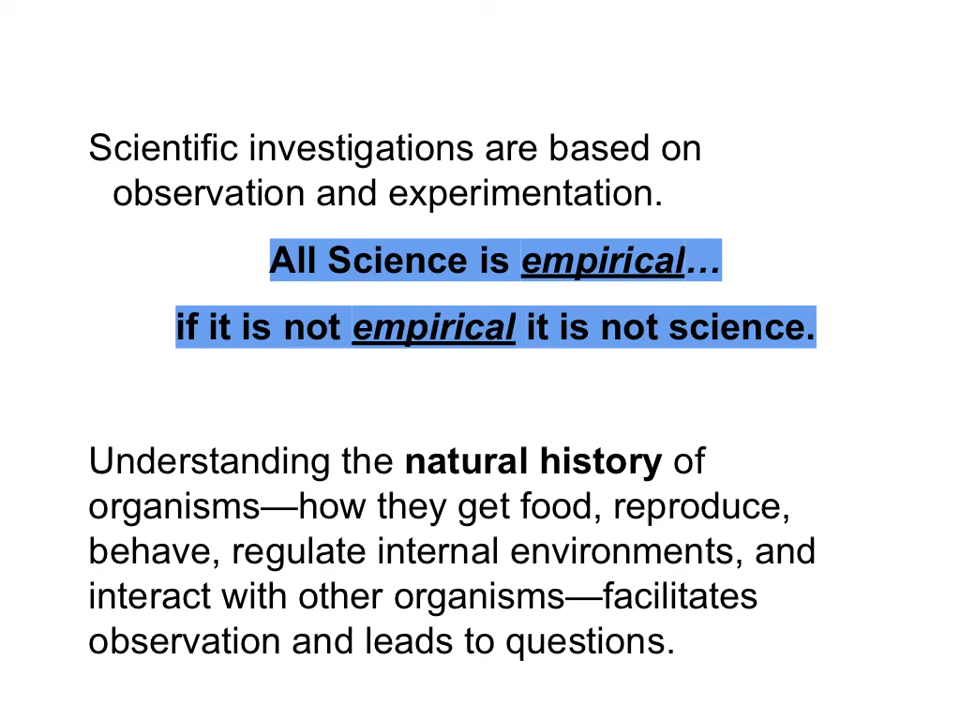 Scientific investigations are based on
observation and experimentation.
All Science is empirical…
if it is not empirical it is not science.
Understanding the natural history of
organisms—how they get food, reproduce,
behave, regulate internal environments, and
interact with other organisms—facilitates
observation and leads to questions.